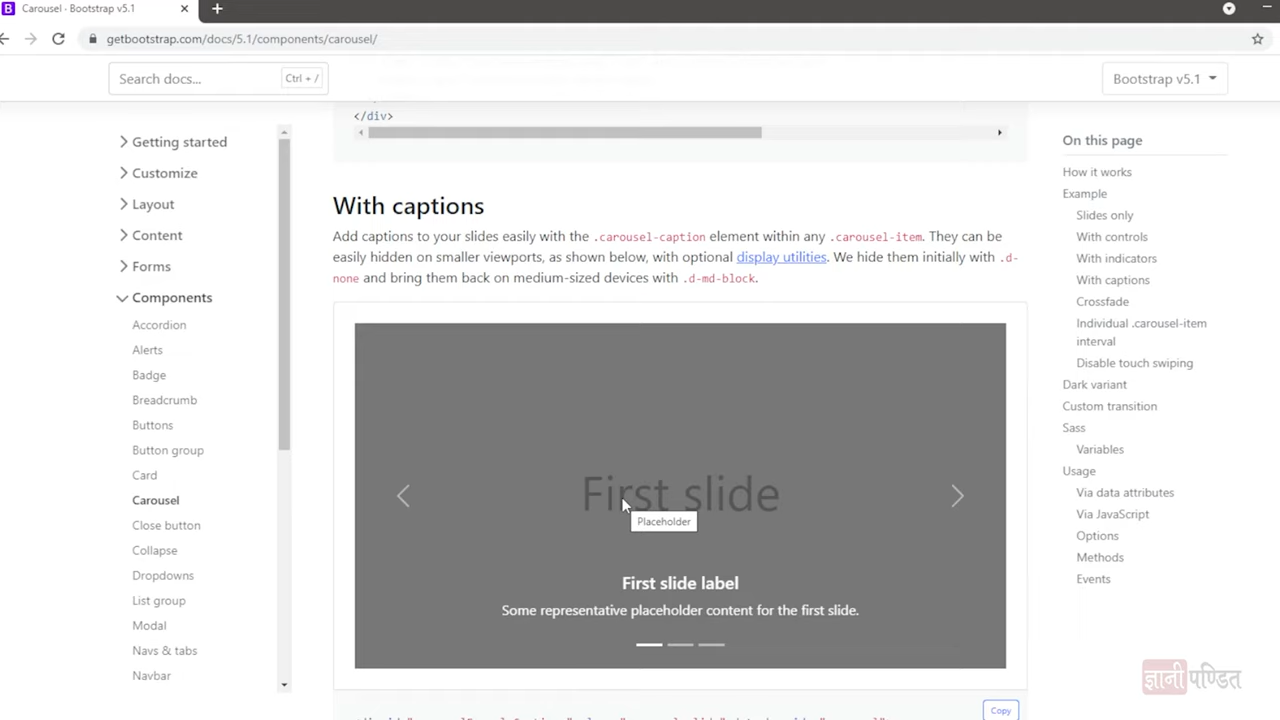 Carousel · Bootstrap v5.1
getbootstrap.com/docs/5.1/components/carousel/
Search docs... Ctrl + /
Bootstrap v5.1
Getting started
Customize
Layout
Content
Forms
Components
Accordion
Alerts
Badge
Breadcrumb
Buttons
Button group
Card
Carousel
Close button
Collapse
Dropdowns
List group
Modal
Navs & tabs
Navbar
</div>
With captions
Add captions to your slides easily with the .carousel-caption element within any .carousel-item. They can be
easily hidden on smaller viewports, as shown below, with optional display utilities. We hide them initially with .d-
none and bring them back on medium-sized devices with .d-md-block.
First slide
Placeholder
First slide label
Some representative placeholder content for the first slide.
Copy
On this page
How it works
Example
Slides only
With controls
With indicators
With captions
Crossfade
Individual .carousel-item
interval
Disable touch swiping
Dark variant
Custom transition
Sass
Variables
Usage
Via data attributes
Via JavaScript
Options
Methods
Events
ज्ञानी पण्डित